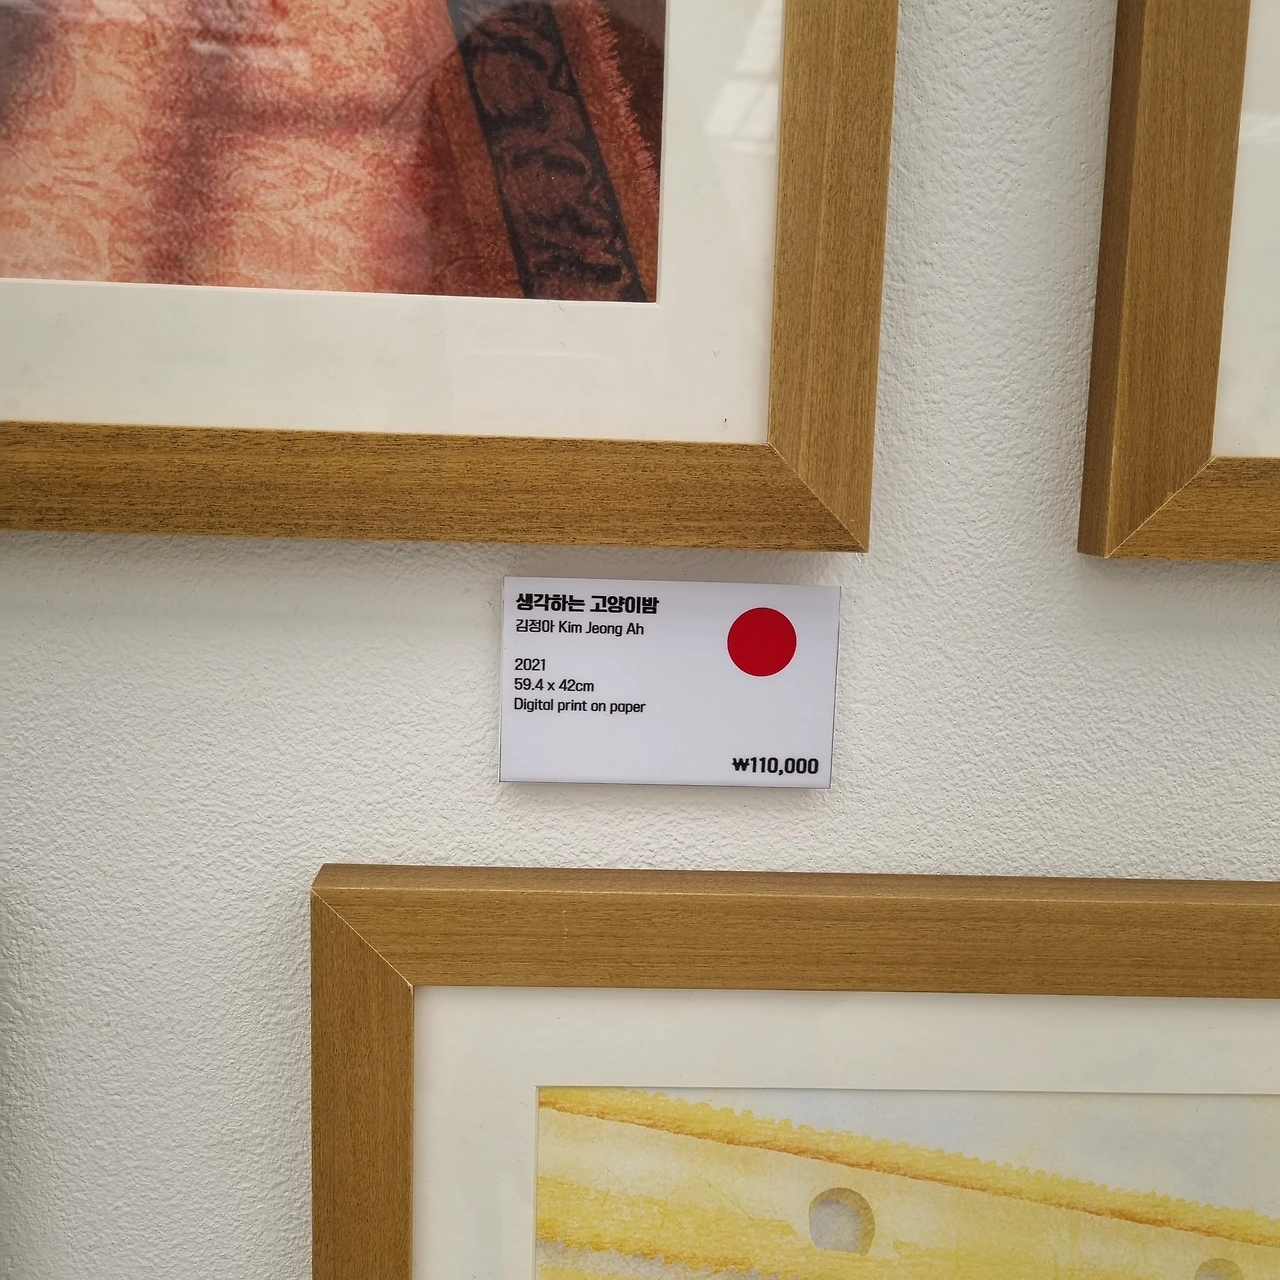 생각하는 고양이밤
김정아 Kim Jeong Ah
2021
59.4 x 42cm
Digital print on paper
₩110,000